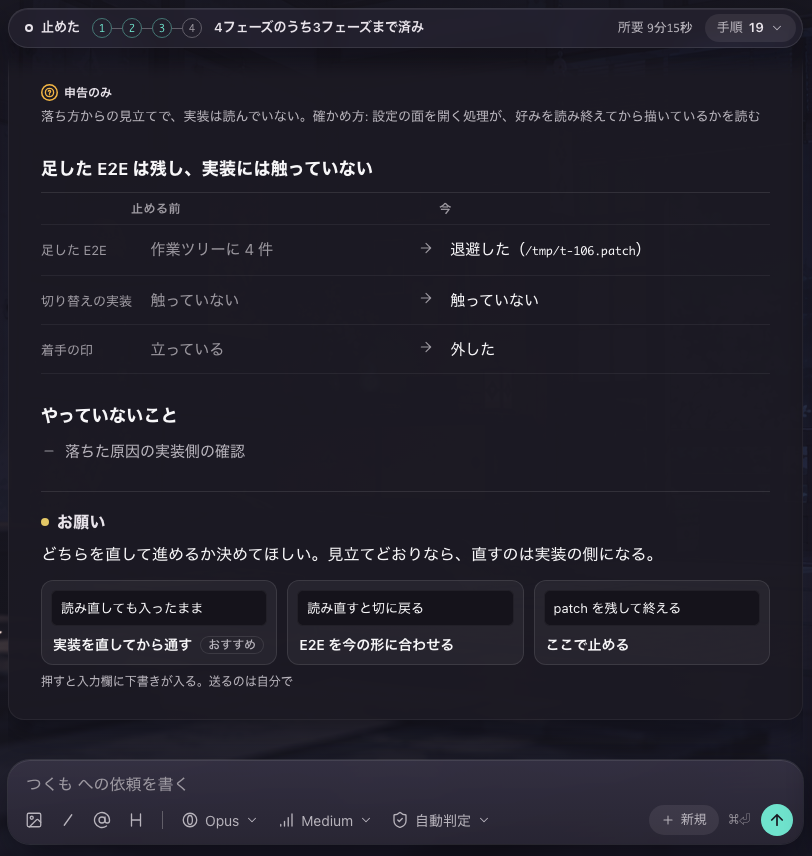 止めた 1 2 3 4 4フェーズのうち3フェーズまで済み 所要 9分15秒 手順 19
申告のみ
落ち方からの見立てで、実装は読んでいない。確かめ方: 設定の面を開く処理が、好みを読み終えてから描いているかを読む
足した E2E は残し、実装には触っていない
止める前 今
足した E2E 作業ツリーに 4 件 → 退避した（/tmp/t-106.patch）
切り替えの実装 触っていない → 触っていない
着手の印 立っている → 外した
やっていないこと
– 落ちた原因の実装側の確認
お願い
どちらを直して進めるか決めてほしい。見立てどおりなら、直すのは実装の側になる。
読み直しても入ったまま 読み直すと切に戻る patch を残して終える
実装を直してから通す おすすめ E2E を今の形に合わせる ここで止める
押すと入力欄に下書きが入る。送るのは自分で
つくも への依頼を書く
/ @ H Opus Medium 自動判定 + 新規 ⌘⏎